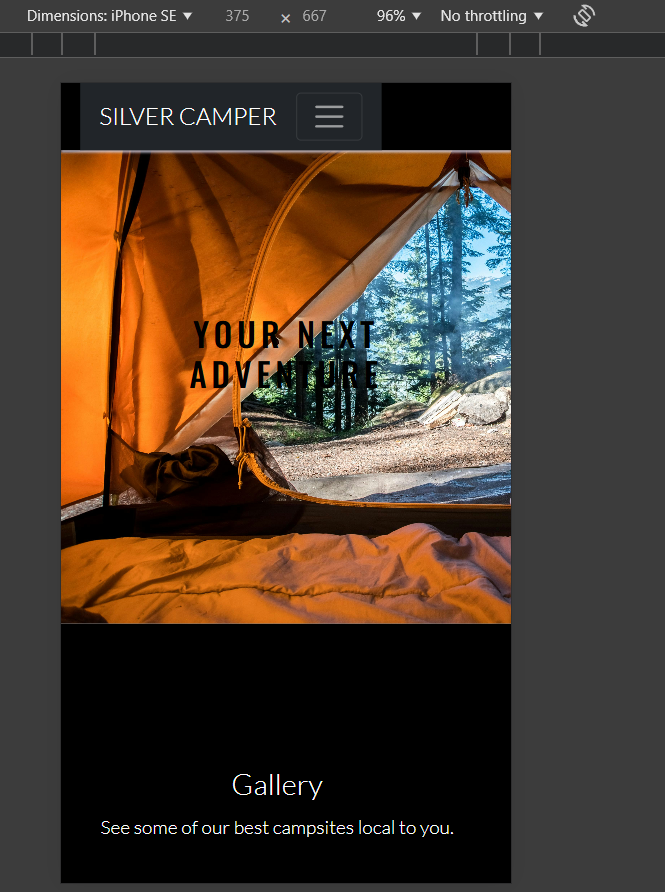 Dimensions: iPhone SE ▼ 375 × 667 96% ▼ No throttling ▼
SILVER CAMPER
YOUR NEXT
ADVENTURE
Gallery
See some of our best campsites local to you.